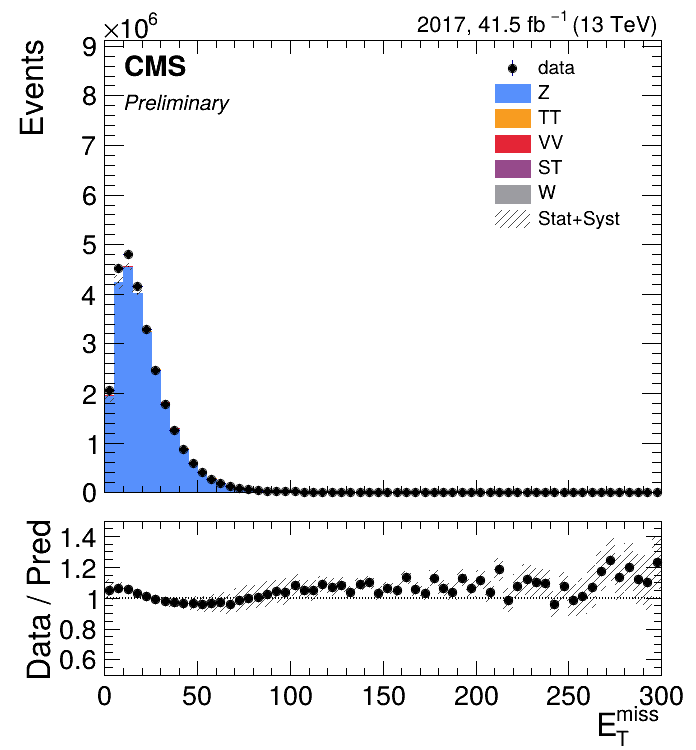 ×10⁶
2017, 41.5 fb⁻¹ (13 TeV)
CMS
Preliminary
Events
9
8
7
6
5
4
3
2
1
0
data
Z
TT
VV
ST
W
Stat+Syst
Data / Pred
1.4
1.2
1
0.8
0.6
0 50 100 150 200 250 300
E_T^miss